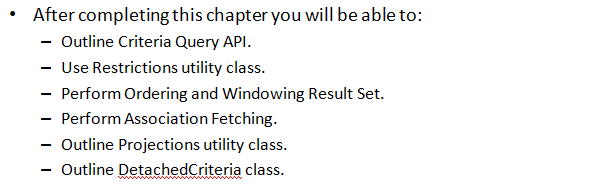 • After completing this chapter you will be able to:
– Outline Criteria Query API.
– Use Restrictions utility class.
– Perform Ordering and Windowing Result Set.
– Perform Association Fetching.
– Outline Projections utility class.
– Outline DetachedCriteria class.